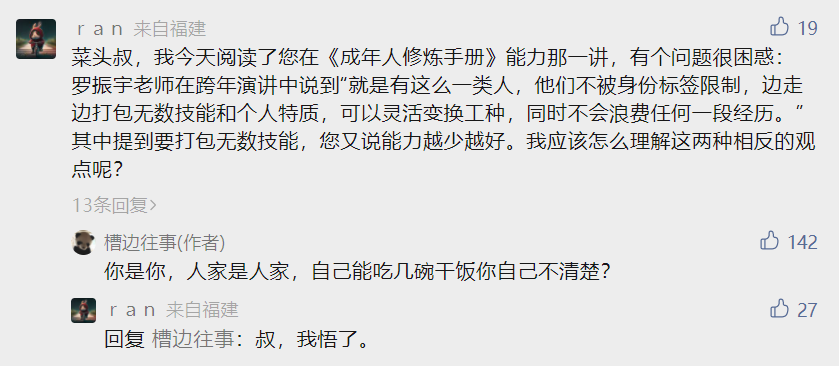 ran 来自福建 19
菜头叔，我今天阅读了您在《成年人修炼手册》能力那一讲，有个问题很困惑：
罗振宇老师在跨年演讲中说到“就是有这么一类人，他们不被身份标签限制，边走
边打包无数技能和个人特质，可以灵活变换工种，同时不会浪费任何一段经历。”
其中提到要打包无数技能，您又说能力越少越好。我应该怎么理解这两种相反的观
点呢？
13条回复>
槽边往事(作者) 142
你是你，人家是人家，自己能吃几碗干饭你自己不清楚？
ran 来自福建 27
回复 槽边往事：叔，我悟了。